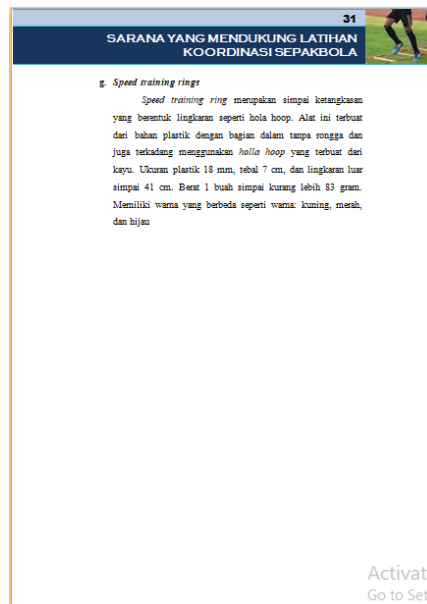 31
SARANA YANG MENDUKUNG LATIHAN
KOORDINASI SEPAKBOLA
g. Speed training rings
Speed training ring merupakan simpai ketangkasan
yang berentuk lingkaran seperti hola hoop. Alat ini terbuat
dari bahan plastik dengan bagian dalam tanpa rongga dan
juga terkadang menggunakan holla hoop yang terbuat dari
kayu. Ukuran plastik 18 mm, tebal 7 cm, dan lingkaran luar
simpai 41 cm. Berat 1 buah simpai kurang lebih 83 gram.
Memiliki warna yang berbeda seperti warna: kuning, merah,
dan hijau
Activat
Go to Set